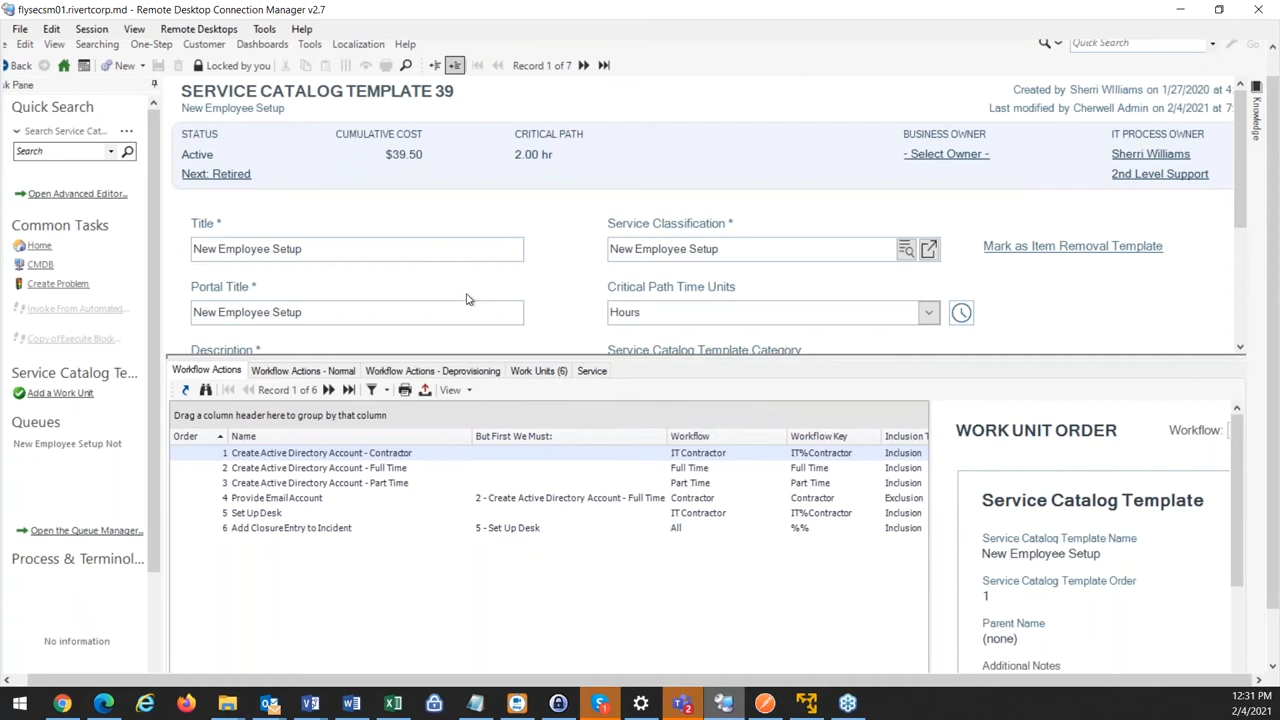 flysecsm01.rivertcorp.md - Remote Desktop Connection Manager v2.7
File Edit Session View Remote Desktops Tools Help
Edit View Searching One-Step Customer Dashboards Tools Localization Help
Quick Search Go
Back New Locked by you Record 1 of 7
k Pane
Quick Search
Search Service Cat...
Search
Open Advanced Editor...
Common Tasks
Home
CMDB
Create Problem
Invoke From Automated...
Copy of Execute Block...
Service Catalog Te...
Add a Work Unit
Queues
New Employee Setup Not
Open the Queue Manager...
Process & Terminol...
No information
SERVICE CATALOG TEMPLATE 39
New Employee Setup
Created by Sherri Williams on 1/27/2020 at 4
Last modified by Cherwell Admin on 2/4/2021 at 7:
STATUS CUMULATIVE COST CRITICAL PATH BUSINESS OWNER IT PROCESS OWNER
Active $39.50 2.00 hr - Select Owner - Sherri Williams
Next: Retired 2nd Level Support
Title * Service Classification *
New Employee Setup New Employee Setup Mark as Item Removal Template
Portal Title * Critical Path Time Units
New Employee Setup Hours
Description * Service Catalog Template Category
Workflow Actions Workflow Actions - Normal Workflow Actions - Deprovisioning Work Units (6) Service
Record 1 of 6 View
Drag a column header here to group by that column
Order Name But First We Must: Workflow Workflow Key Inclusion T
1 Create Active Directory Account - Contractor IT Contractor IT%Contractor Inclusion
2 Create Active Directory Account - Full Time Full Time Full Time Inclusion
3 Create Active Directory Account - Part Time Part Time Part Time Inclusion
4 Provide Email Account 2 - Create Active Directory Account - Full Time Contractor Contractor Exclusion
5 Set Up Desk IT Contractor IT%Contractor Inclusion
6 Add Closure Entry to Incident 5 - Set Up Desk All %% Inclusion
WORK UNIT ORDER Workflow:
Service Catalog Template
Service Catalog Template Name
New Employee Setup
Service Catalog Template Order
1
Parent Name
(none)
Additional Notes
Knowledge
12:31 PM
2/4/2021